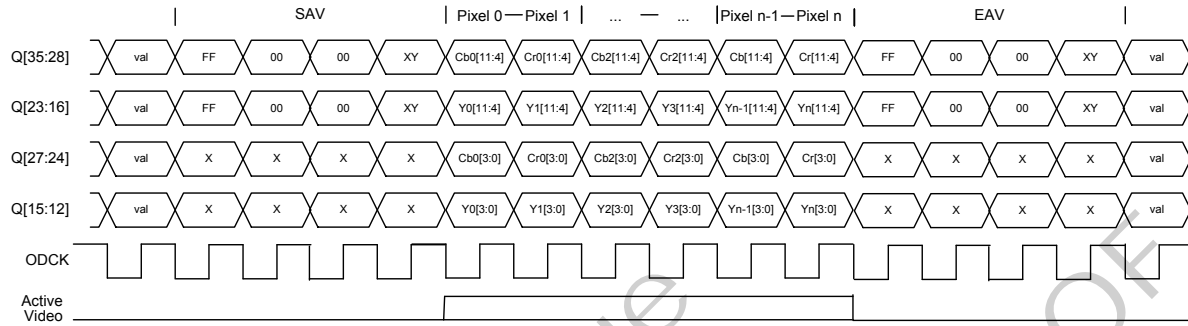 SAV Pixel 0 — Pixel 1 ... — ... Pixel n-1 — Pixel n EAV
Q[35:28] val FF 00 00 XY Cb0[11:4] Cr0[11:4] Cb2[11:4] Cr2[11:4] Cb[11:4] Cr[11:4] FF 00 00 XY val
Q[23:16] val FF 00 00 XY Y0[11:4] Y1[11:4] Y2[11:4] Y3[11:4] Yn-1[11:4] Yn[11:4] FF 00 00 XY val
Q[27:24] val X X X X Cb0[3:0] Cr0[3:0] Cb2[3:0] Cr2[3:0] Cb[3:0] Cr[3:0] X X X X val
Q[15:12] val X X X X Y0[3:0] Y1[3:0] Y2[3:0] Y3[3:0] Yn-1[3:0] Yn[3:0] X X X X val
ODCK
Active
Video